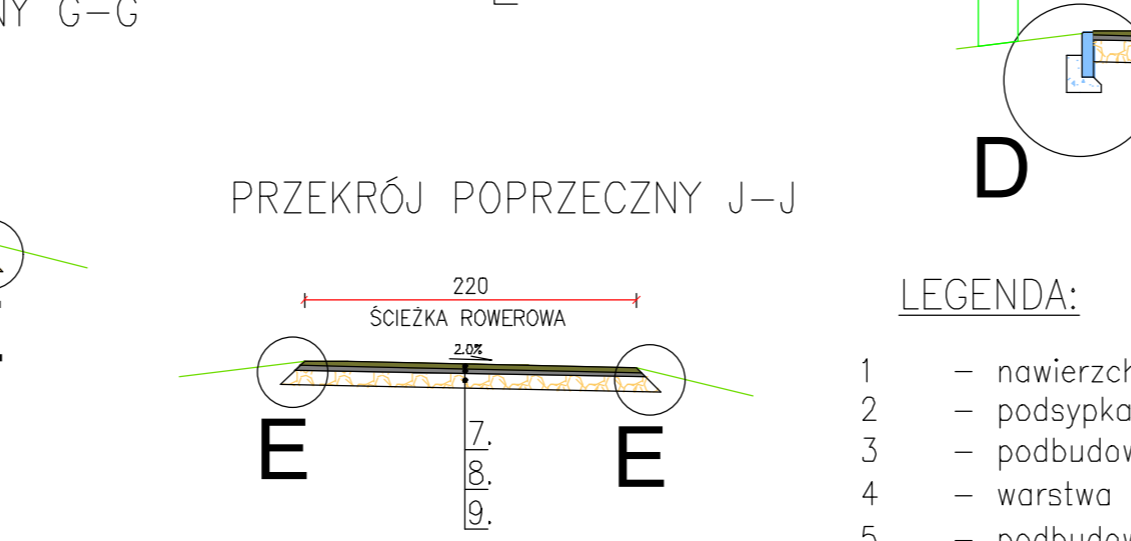 NY G-G
D
PRZEKRÓJ POPRZECZNY J-J
220
ŚCIEŻKA ROWEROWA
2.0%
E
E
7.
8.
9.
LEGENDA:
1 - nawierzch
2 - podsypka
3 - podbudow
4 - warstwa
5 - podbudow